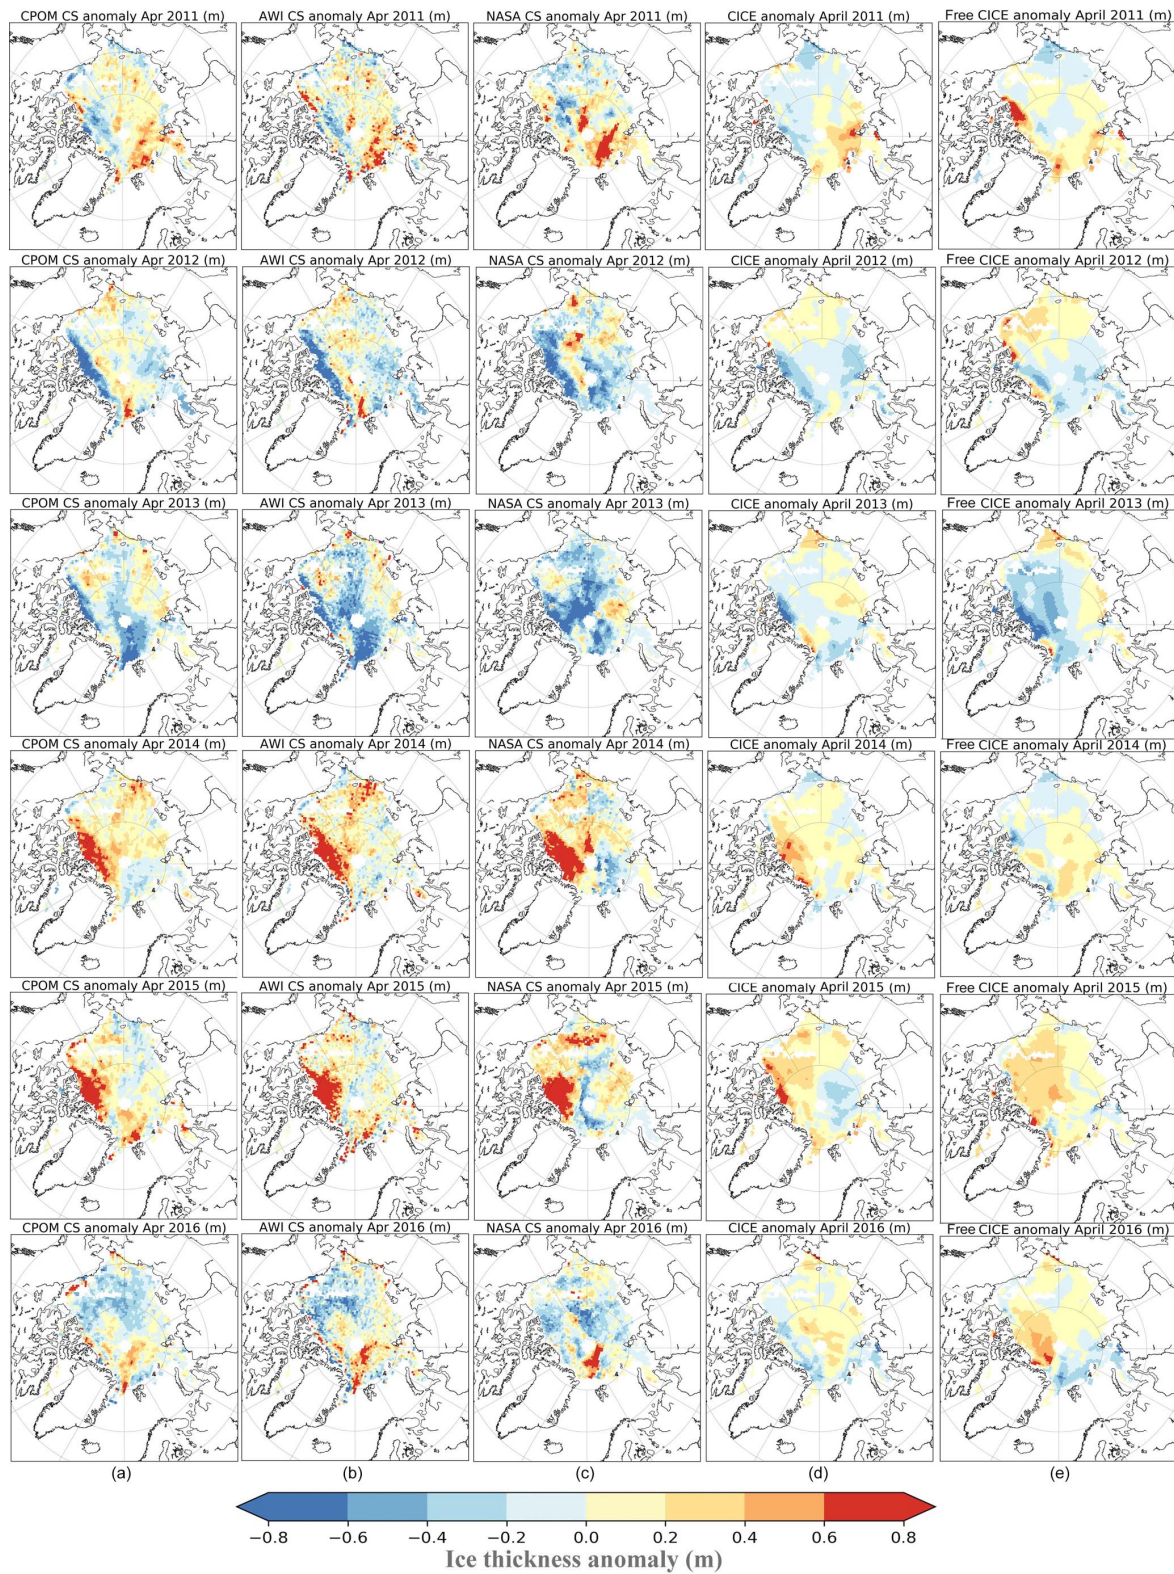 CPOM CS anomaly Apr 2011 (m) AWI CS anomaly Apr 2011 (m) NASA CS anomaly Apr 2011 (m) CICE anomaly April 2011 (m) Free CICE anomaly April 2011 (m)
CPOM CS anomaly Apr 2012 (m) AWI CS anomaly Apr 2012 (m) NASA CS anomaly Apr 2012 (m) CICE anomaly April 2012 (m) Free CICE anomaly April 2012 (m)
CPOM CS anomaly Apr 2013 (m) AWI CS anomaly Apr 2013 (m) NASA CS anomaly Apr 2013 (m) CICE anomaly April 2013 (m) Free CICE anomaly April 2013 (m)
CPOM CS anomaly Apr 2014 (m) AWI CS anomaly Apr 2014 (m) NASA CS anomaly Apr 2014 (m) CICE anomaly April 2014 (m) Free CICE anomaly April 2014 (m)
CPOM CS anomaly Apr 2015 (m) AWI CS anomaly Apr 2015 (m) NASA CS anomaly Apr 2015 (m) CICE anomaly April 2015 (m) Free CICE anomaly April 2015 (m)
CPOM CS anomaly Apr 2016 (m) AWI CS anomaly Apr 2016 (m) NASA CS anomaly Apr 2016 (m) CICE anomaly April 2016 (m) Free CICE anomaly April 2016 (m)
(a) (b) (c) (d) (e)
−0.8 −0.6 −0.4 −0.2 0.0 0.2 0.4 0.6 0.8
Ice thickness anomaly (m)